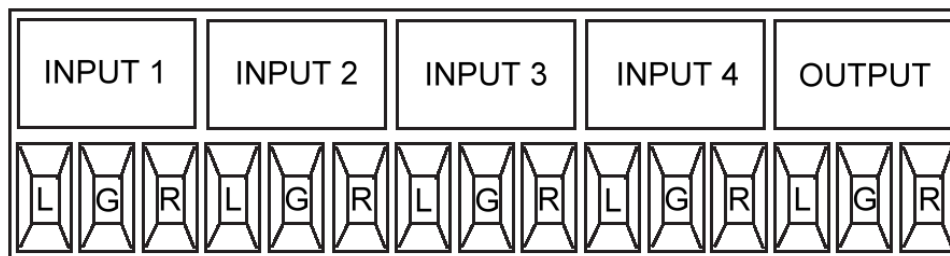 INPUT 1 INPUT 2 INPUT 3 INPUT 4 OUTPUT
L G R L G R L G R L G R L G R